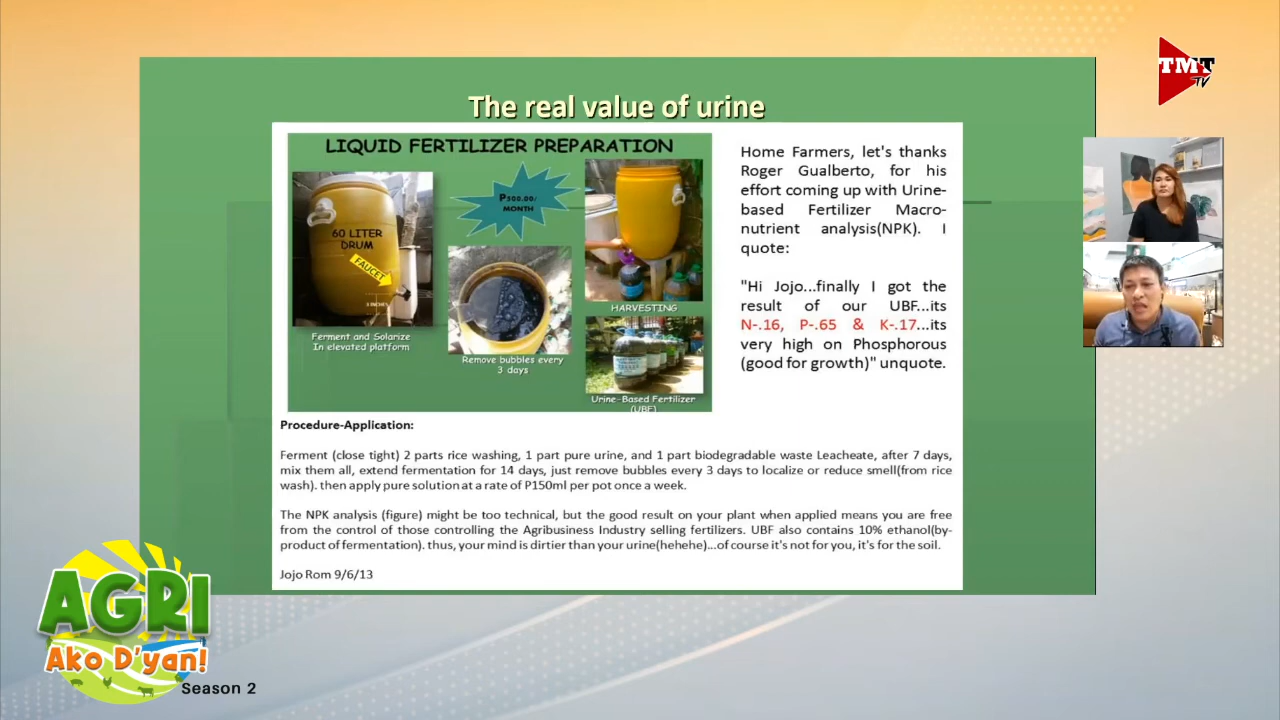 TMT
TV
The real value of urine
LIQUID FERTILIZER PREPARATION
P500.00/
MONTH
60 LITER
DRUM
FAUCET
3 INCHES
Ferment and Solarize
In elevated platform
Remove bubbles every
3 days
HARVESTING
Urine-Based Fertilizer
(UBF)
Home Farmers, let's thanks
Roger Gualberto, for his
effort coming up with Urine-
based Fertilizer Macro-
nutrient analysis(NPK). I
quote:
"Hi Jojo...finally I got the
result of our UBF...its
N-.16, P-.65 & K-.17...its
very high on Phosphorous
(good for growth)" unquote.
Procedure-Application:
Ferment (close tight) 2 parts rice washing, 1 part pure urine, and 1 part biodegradable waste Leacheate, after 7 days,
mix them all, extend fermentation for 14 days, just remove bubbles every 3 days to localize or reduce smell(from rice
wash). then apply pure solution at a rate of P150ml per pot once a week.
The NPK analysis (figure) might be too technical, but the good result on your plant when applied means you are free
from the control of those controlling the Agribusiness Industry selling fertilizers. UBF also contains 10% ethanol(by-
product of fermentation). thus, your mind is dirtier than your urine(hehehe)...of course it's not for you, it's for the soil.
Jojo Rom 9/6/13
AGRI
Ako D'yan!
Season 2